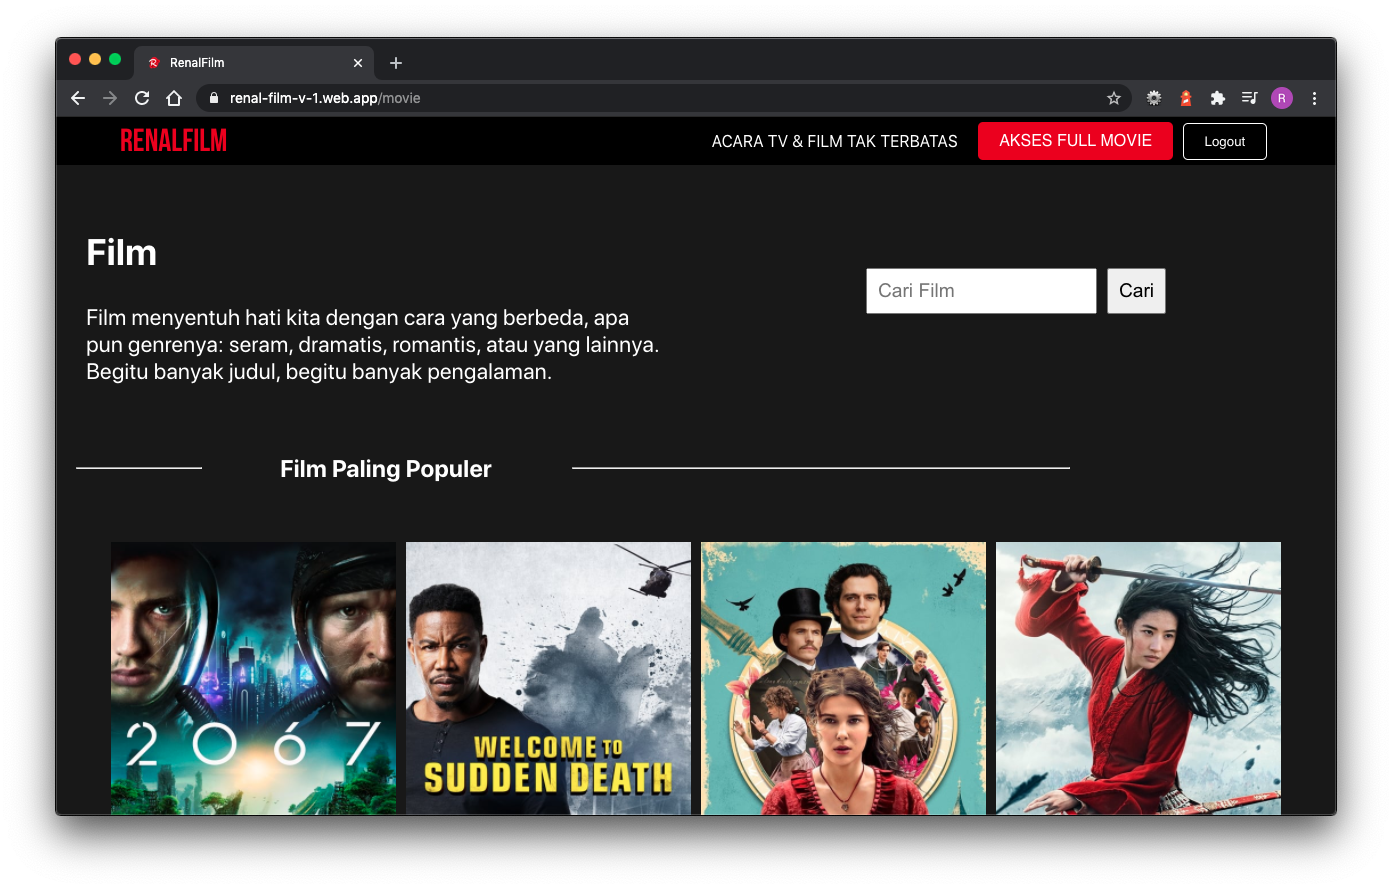 RenalFilm
renal-film-v-1.web.app/movie
R
RENALFILM
ACARA TV & FILM TAK TERBATAS
AKSES FULL MOVIE
Logout
Film
Cari Film
Cari
Film menyentuh hati kita dengan cara yang berbeda, apa
pun genrenya: seram, dramatis, romantis, atau yang lainnya.
Begitu banyak judul, begitu banyak pengalaman.
Film Paling Populer
2067
WELCOME TO
SUDDEN DEATH